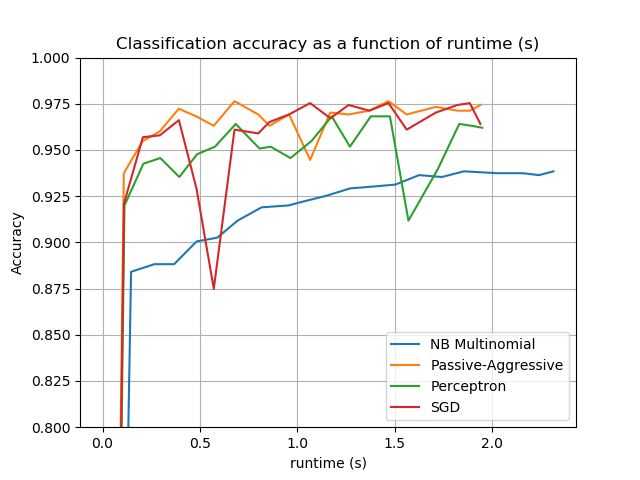 Classification accuracy as a function of runtime (s)
1.000
0.975
0.950
0.925
0.900
0.875
0.850
0.825
0.800
Accuracy
NB Multinomial
Passive-Aggressive
Perceptron
SGD
0.0 0.5 1.0 1.5 2.0
runtime (s)